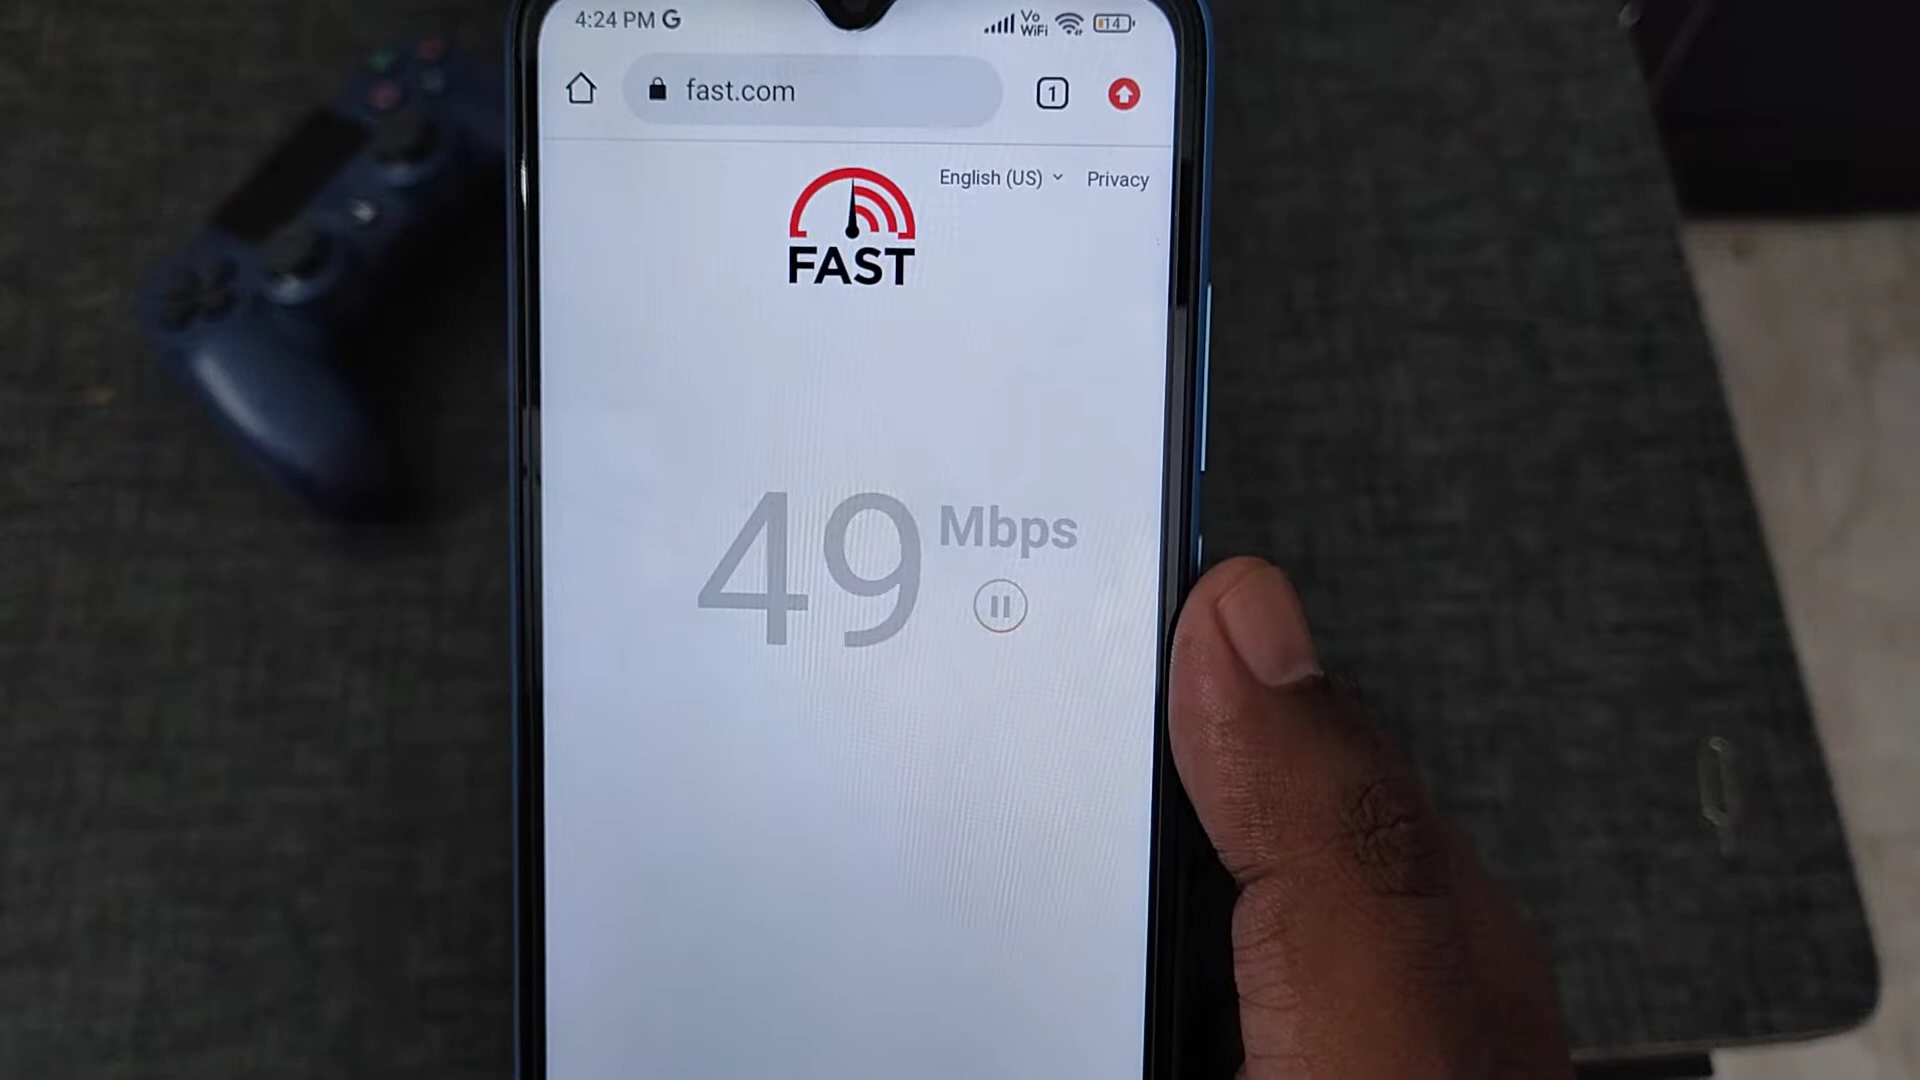 4:24 PM G
Vo
WiFi
14
fast.com
1
English (US)
Privacy
FAST
49 Mbps